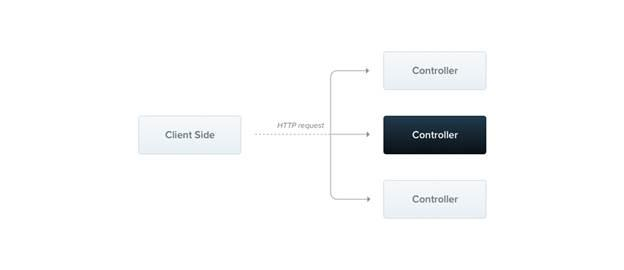 Controller
Client Side
HTTP request
Controller
Controller